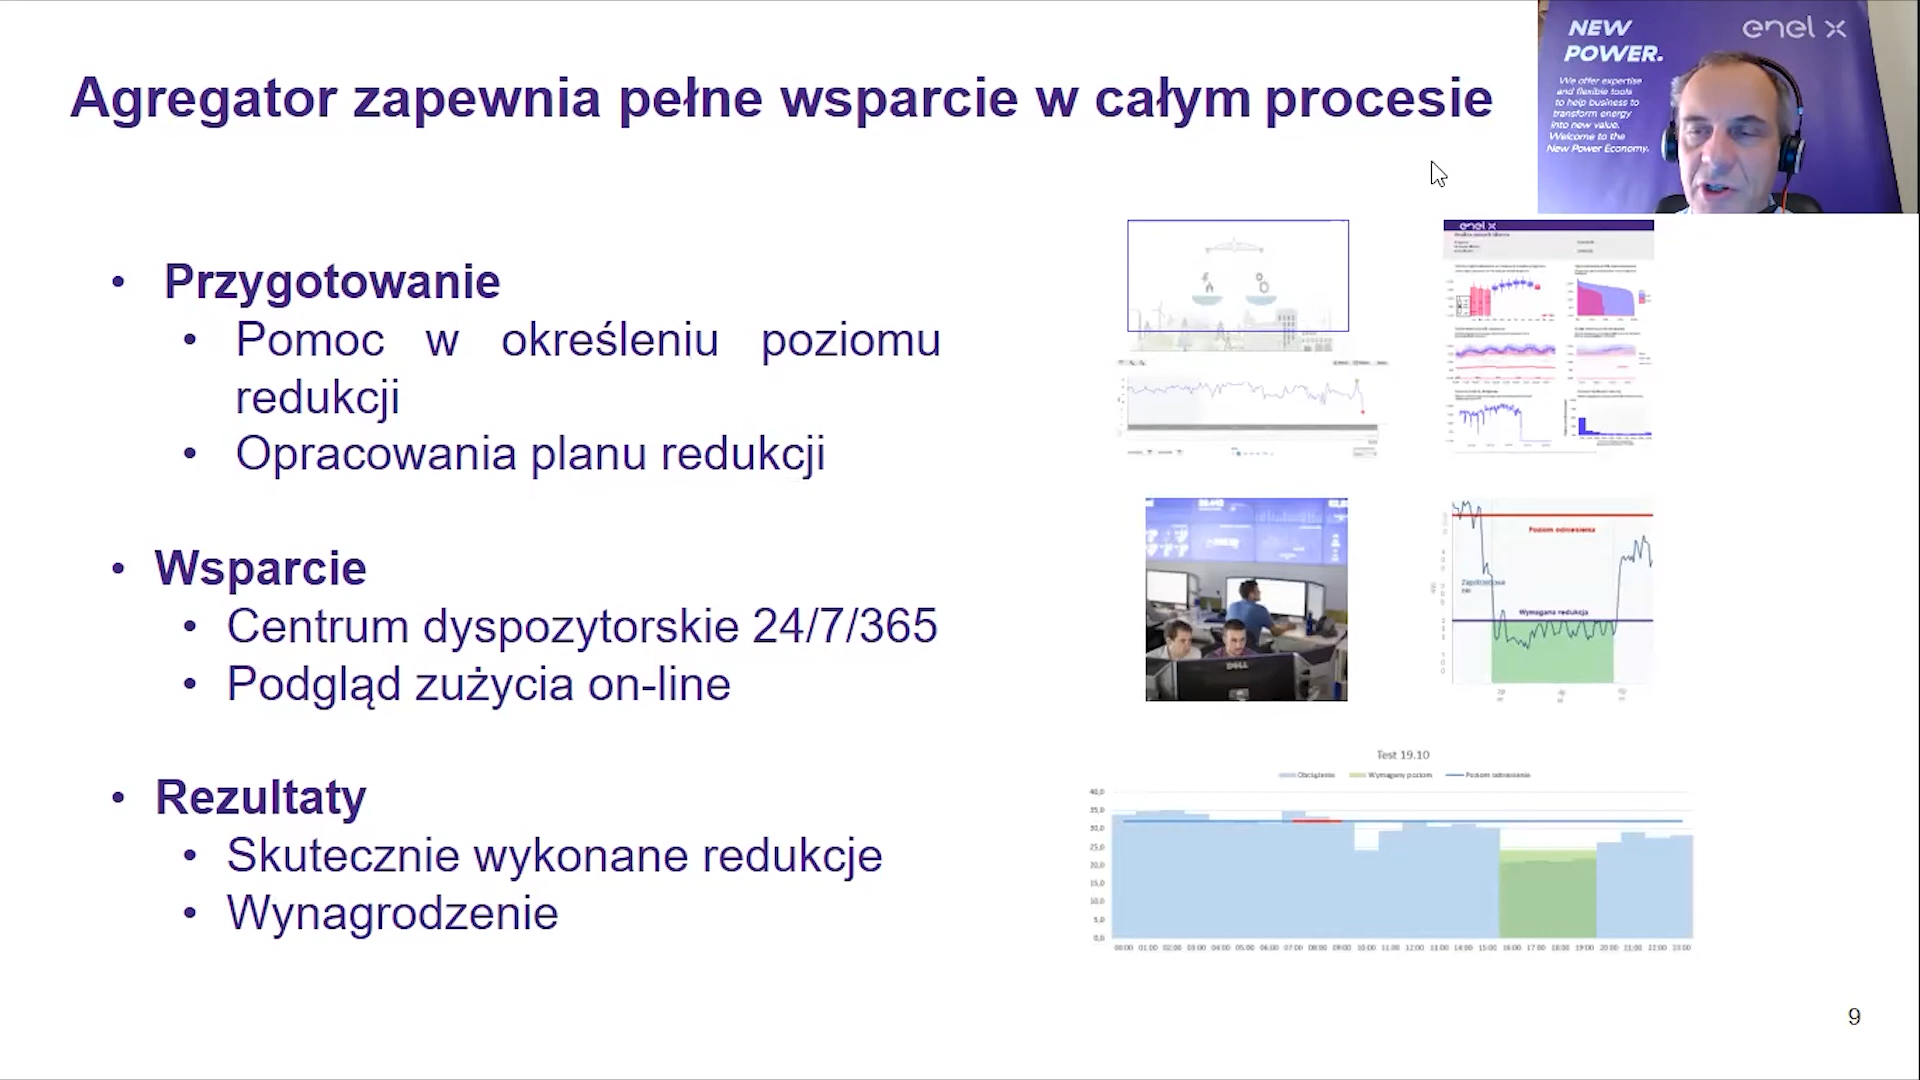 Agregator zapewnia pełne wsparcie w całym procesie
NEW
POWER.
enel x
We offer expertise
and flexible tools
to help business to
transform energy
into new value.
Welcome to the
New Power Economy.
• Przygotowanie
• Pomoc w określeniu poziomu
redukcji
• Opracowania planu redukcji
• Wsparcie
• Centrum dyspozytorskie 24/7/365
• Podgląd zużycia on-line
• Rezultaty
• Skutecznie wykonane redukcje
• Wynagrodzenie
enel x
DELL
Poziom odniesienia
Wymagana redukcja
Test 19.10
Obciążenie Wymagany poziom Poziom odniesienia
40,0
35,0
30,0
25,0
20,0
15,0
10,0
5,0
0,0
00:00 01:00 02:00 03:00 04:00 05:00 06:00 07:00 08:00 09:00 10:00 11:00 12:00 13:00 14:00 15:00 16:00 17:00 18:00 19:00 20:00 21:00 22:00 23:00
9